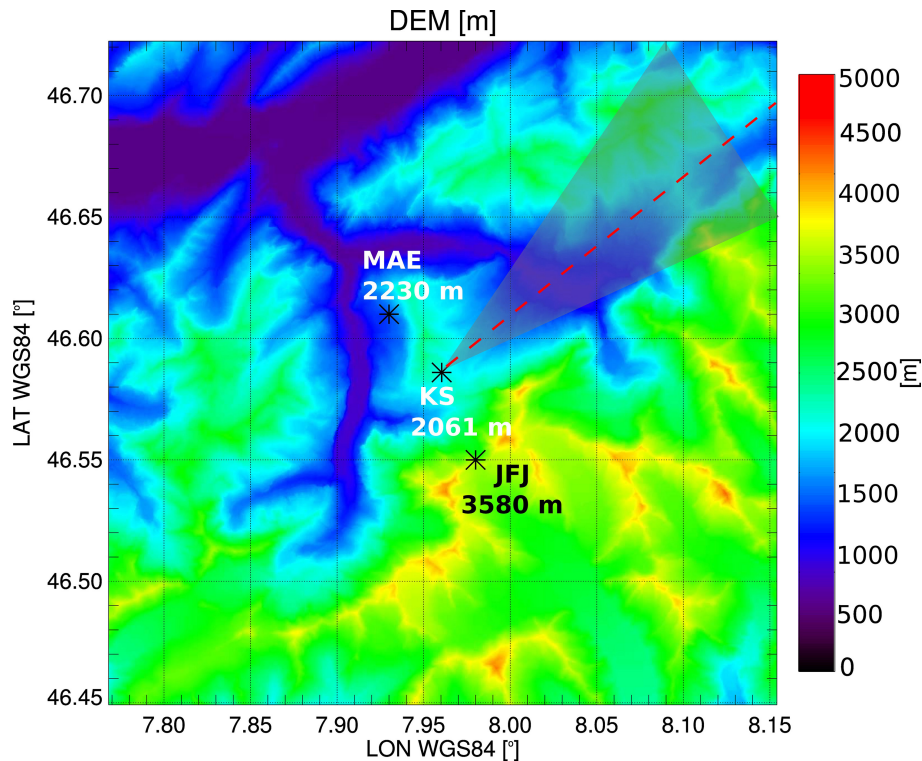 DEM [m]
46.70
46.65
46.60
46.55
46.50
46.45
LAT WGS84 [°]
MAE
2230 m
KS
2061 m
JFJ
3580 m
7.80
7.85
7.90
7.95
8.00
8.05
8.10
8.15
LON WGS84 [°]
5000
4500
4000
3500
3000
2500
2000
1500
1000
500
0
[m]